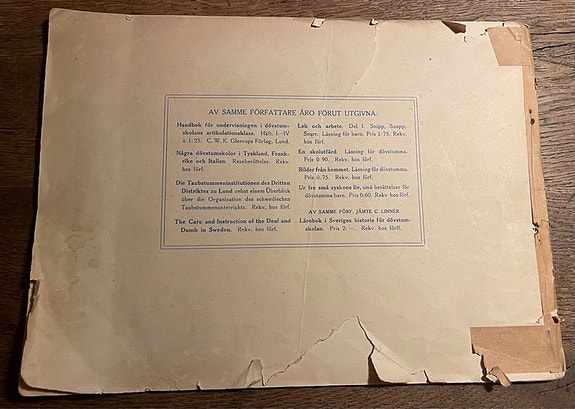 AV SAMME FÖRFATTARE ÄRO FÖRUT UTGIVNA:
Handbok för undervisningen i dövstum-
skolans artikulationsklass. Häft. I—IV
à 1: 25. C. W. K. Gleerups Förlag, Lund.
Några dövstumskolor i Tyskland, Frank-
rike och Italien. Reseberättelse. Rekv.
hos förf.
Die Taubstummeninstitutionen des Dritten
Distriktes zu Lund nebst einem Überblick
über die Organisation des schwedischen
Taubstummenunterrichts. Rekv. hos förf.
The Care and Instruction of the Deaf and
Dumb in Sweden. Rekv. hos förf.
Lek och arbete. Del I. Snipp, Snapp,
Snurr. Läsning för barn. Pris 1: 75. Rekv.
hos förf.
En skolutfärd. Läsning för dövstumma.
Pris 0: 90. Rekv. hos förf.
Bilder från hemmet. Läsning för dövstumma.
Pris 0: 75. Rekv. hos förf.
Ur tre små syskons liv, små berättelser för
dövstumma barn. Pris 0:60. Rekv. hos förf.
AV SAMME FÖRF. JÄMTE C. LINNÉR.
Lärobok i Sveriges historia för dövstum-
skolan. Pris 2: —. Rekv. hos förff.